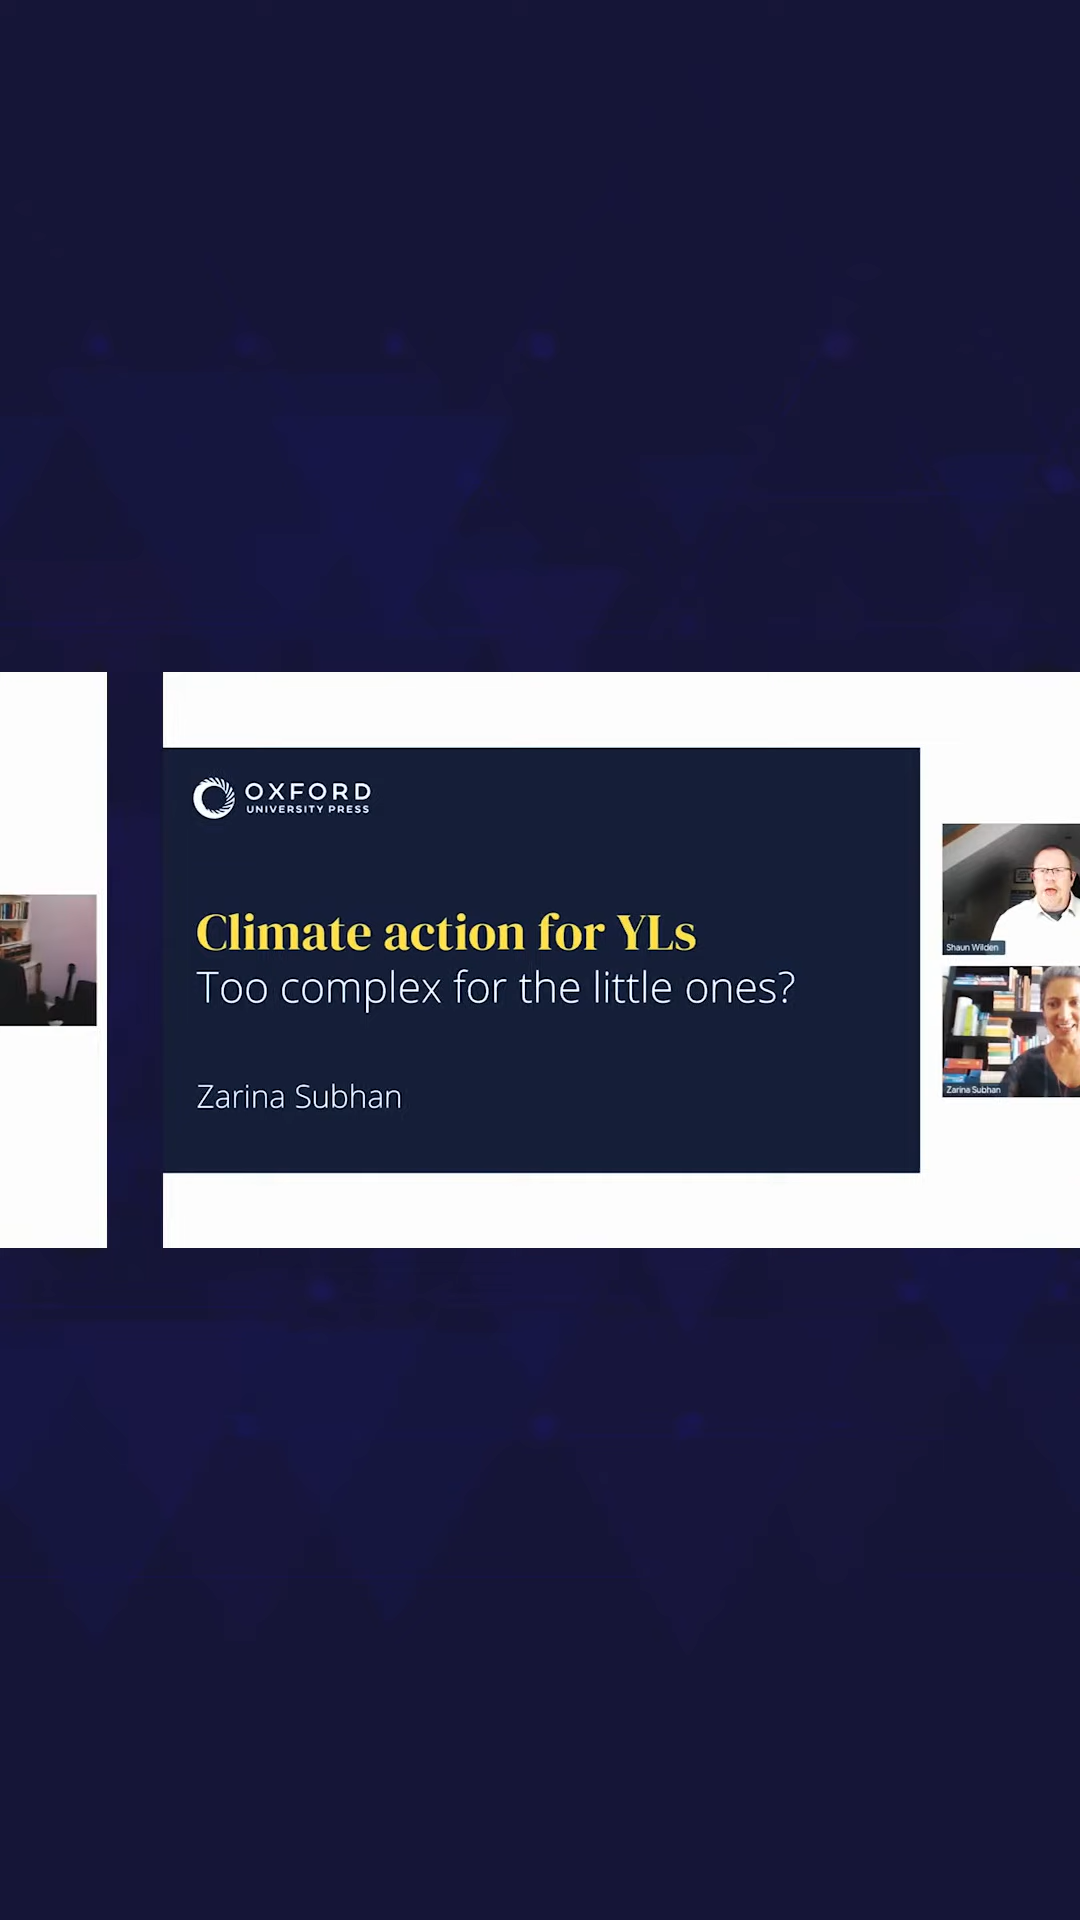 OXFORD
UNIVERSITY PRESS
Climate action for YLs
Too complex for the little ones?
Zarina Subhan
Shaun Wilden
Zarina Subhan